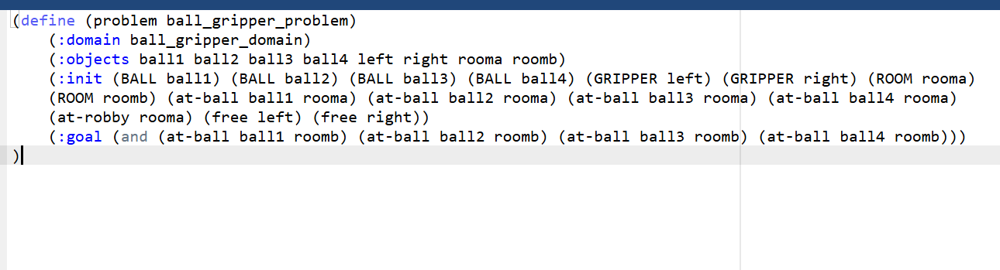 (define (problem ball_gripper_problem)
    (:domain ball_gripper_domain)
    (:objects ball1 ball2 ball3 ball4 left right rooma roomb)
    (:init (BALL ball1) (BALL ball2) (BALL ball3) (BALL ball4) (GRIPPER left) (GRIPPER right) (ROOM rooma)
    (ROOM roomb) (at-ball ball1 rooma) (at-ball ball2 rooma) (at-ball ball3 rooma) (at-ball ball4 rooma)
    (at-robby rooma) (free left) (free right))
    (:goal (and (at-ball ball1 roomb) (at-ball ball2 roomb) (at-ball ball3 roomb) (at-ball ball4 roomb)))
)